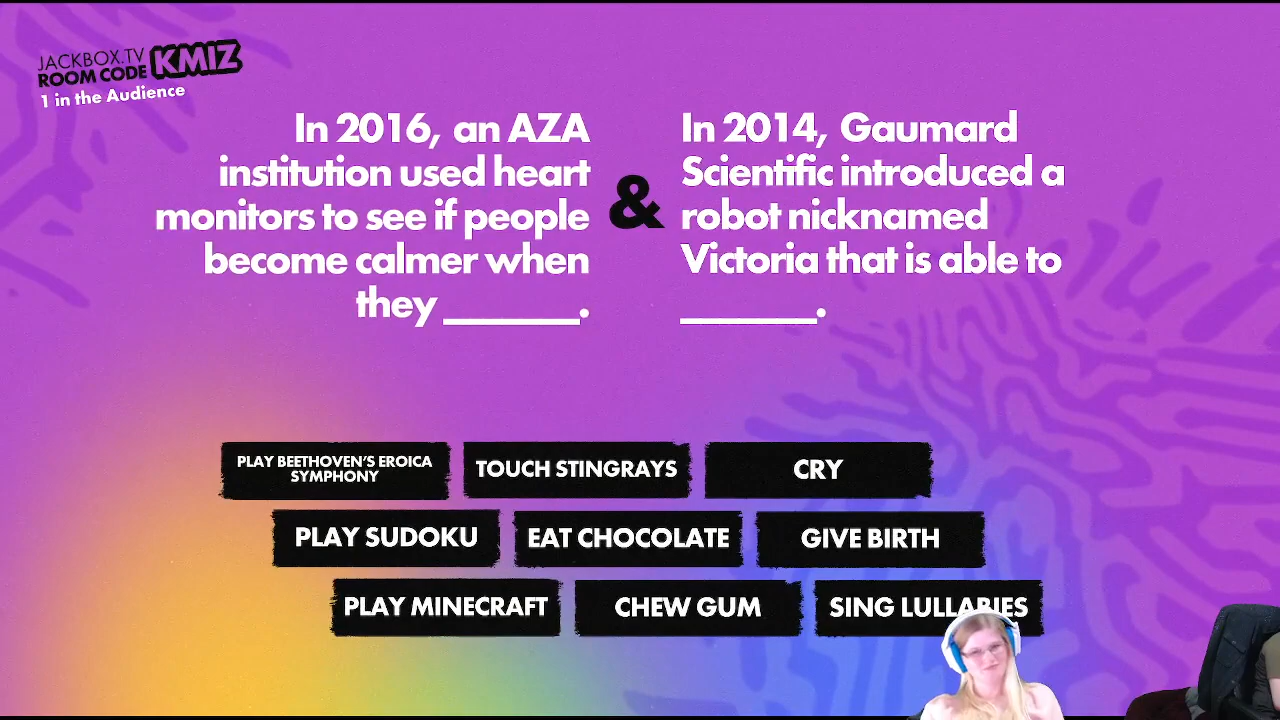 JACKBOX.TV
ROOM CODE KMIZ
1 in the Audience
In 2016, an AZA
institution used heart
monitors to see if people
become calmer when
they ______.
&
In 2014, Gaumard
Scientific introduced a
robot nicknamed
Victoria that is able to
______.
PLAY BEETHOVEN'S EROICA
SYMPHONY
TOUCH STINGRAYS
CRY
PLAY SUDOKU
EAT CHOCOLATE
GIVE BIRTH
PLAY MINECRAFT
CHEW GUM
SING LULLABIES